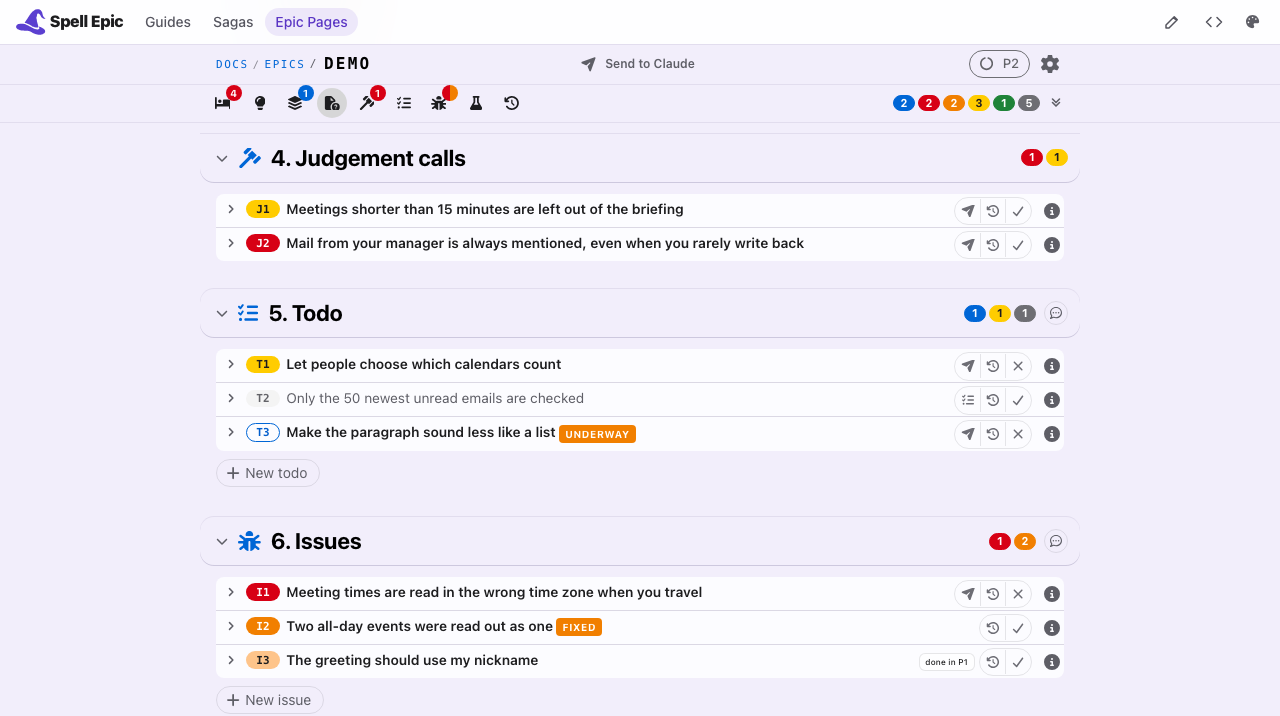 Spell Epic Guides Sagas Epic Pages
DOCS / EPICS / DEMO Send to Claude P2
4 1 1 2 2 2 3 1 5
4. Judgement calls 1 1
J1 Meetings shorter than 15 minutes are left out of the briefing
J2 Mail from your manager is always mentioned, even when you rarely write back
5. Todo 1 1 1
T1 Let people choose which calendars count
T2 Only the 50 newest unread emails are checked
T3 Make the paragraph sound less like a list UNDERWAY
New todo
6. Issues 1 2
I1 Meeting times are read in the wrong time zone when you travel
I2 Two all-day events were read out as one FIXED
I3 The greeting should use my nickname done in P1
New issue